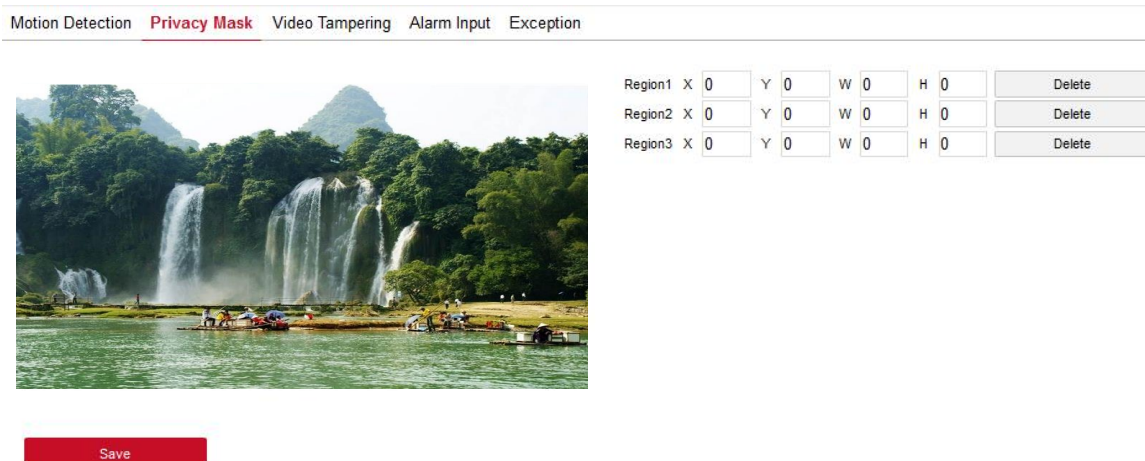 Motion Detection Privacy Mask Video Tampering Alarm Input Exception
Region1 X 0 Y 0 W 0 H 0 Delete
Region2 X 0 Y 0 W 0 H 0 Delete
Region3 X 0 Y 0 W 0 H 0 Delete
Save